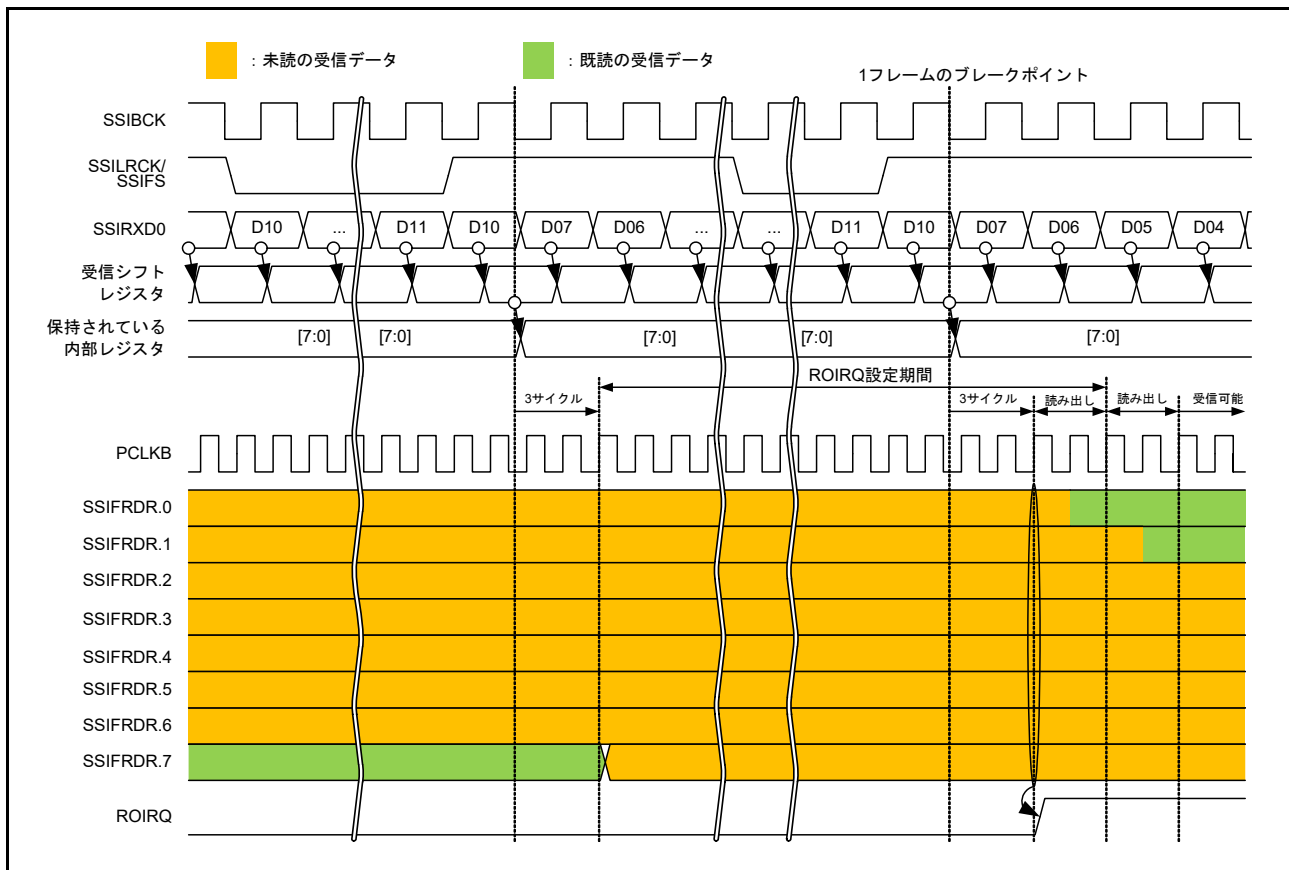 ：未読の受信データ
：既読の受信データ
1フレームのブレークポイント
SSIBCK
SSILRCK/
SSIFS
SSIRXD0
D10 ... D11 D10 D07 D06 ... ... D11 D10 D07 D06 D05 D04
受信シフト
レジスタ
保持されている
内部レジスタ
[7:0] [7:0] [7:0] [7:0] [7:0]
ROIRQ設定期間
3サイクル 3サイクル 読み出し 読み出し 受信可能
PCLKB
SSIFRDR.0
SSIFRDR.1
SSIFRDR.2
SSIFRDR.3
SSIFRDR.4
SSIFRDR.5
SSIFRDR.6
SSIFRDR.7
ROIRQ